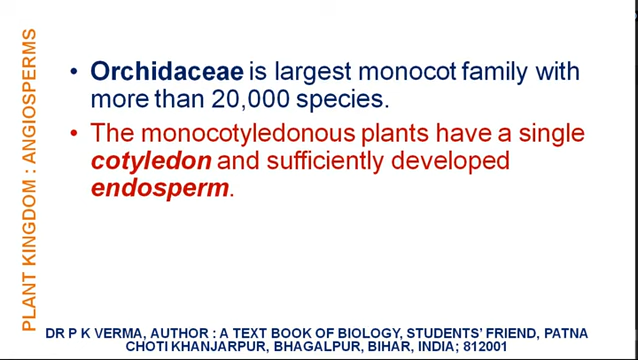 PLANT KINGDOM : ANGIOSPERMS
• Orchidaceae is largest monocot family with
more than 20,000 species.
• The monocotyledonous plants have a single
cotyledon and sufficiently developed
endosperm.
DR P K VERMA, AUTHOR : A TEXT BOOK OF BIOLOGY, STUDENTS' FRIEND, PATNA
CHOTI KHANJARPUR, BHAGALPUR, BIHAR, INDIA; 812001